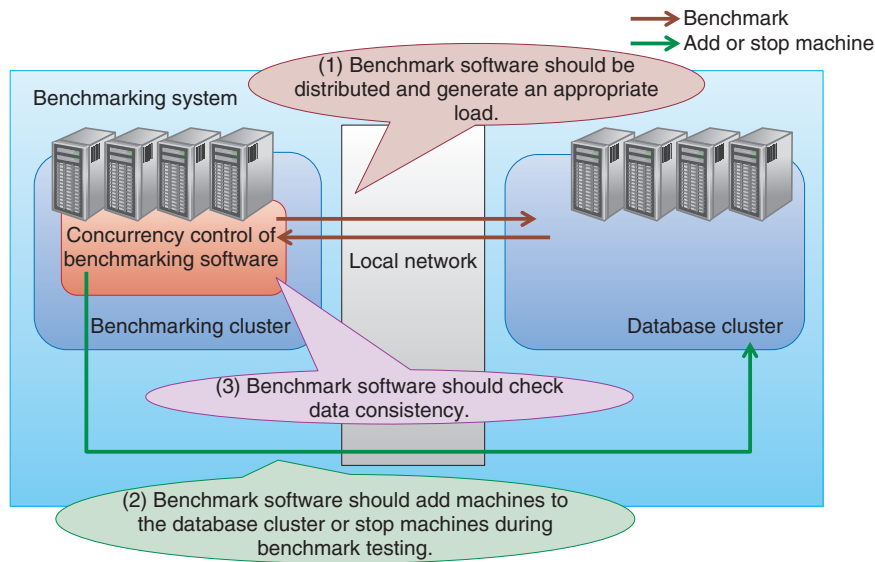 Benchmark
Add or stop machine
(1) Benchmark software should be
distributed and generate an appropriate
load.
Benchmarking system
Concurrency control of
benchmarking software
Local network
Benchmarking cluster
Database cluster
(3) Benchmark software should check
data consistency.
(2) Benchmark software should add machines to
the database cluster or stop machines during
benchmark testing.